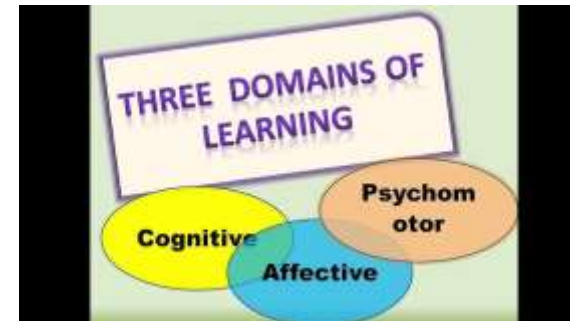 THREE DOMAINS OF
LEARNING
Psychom
otor
Cognitive
Affective